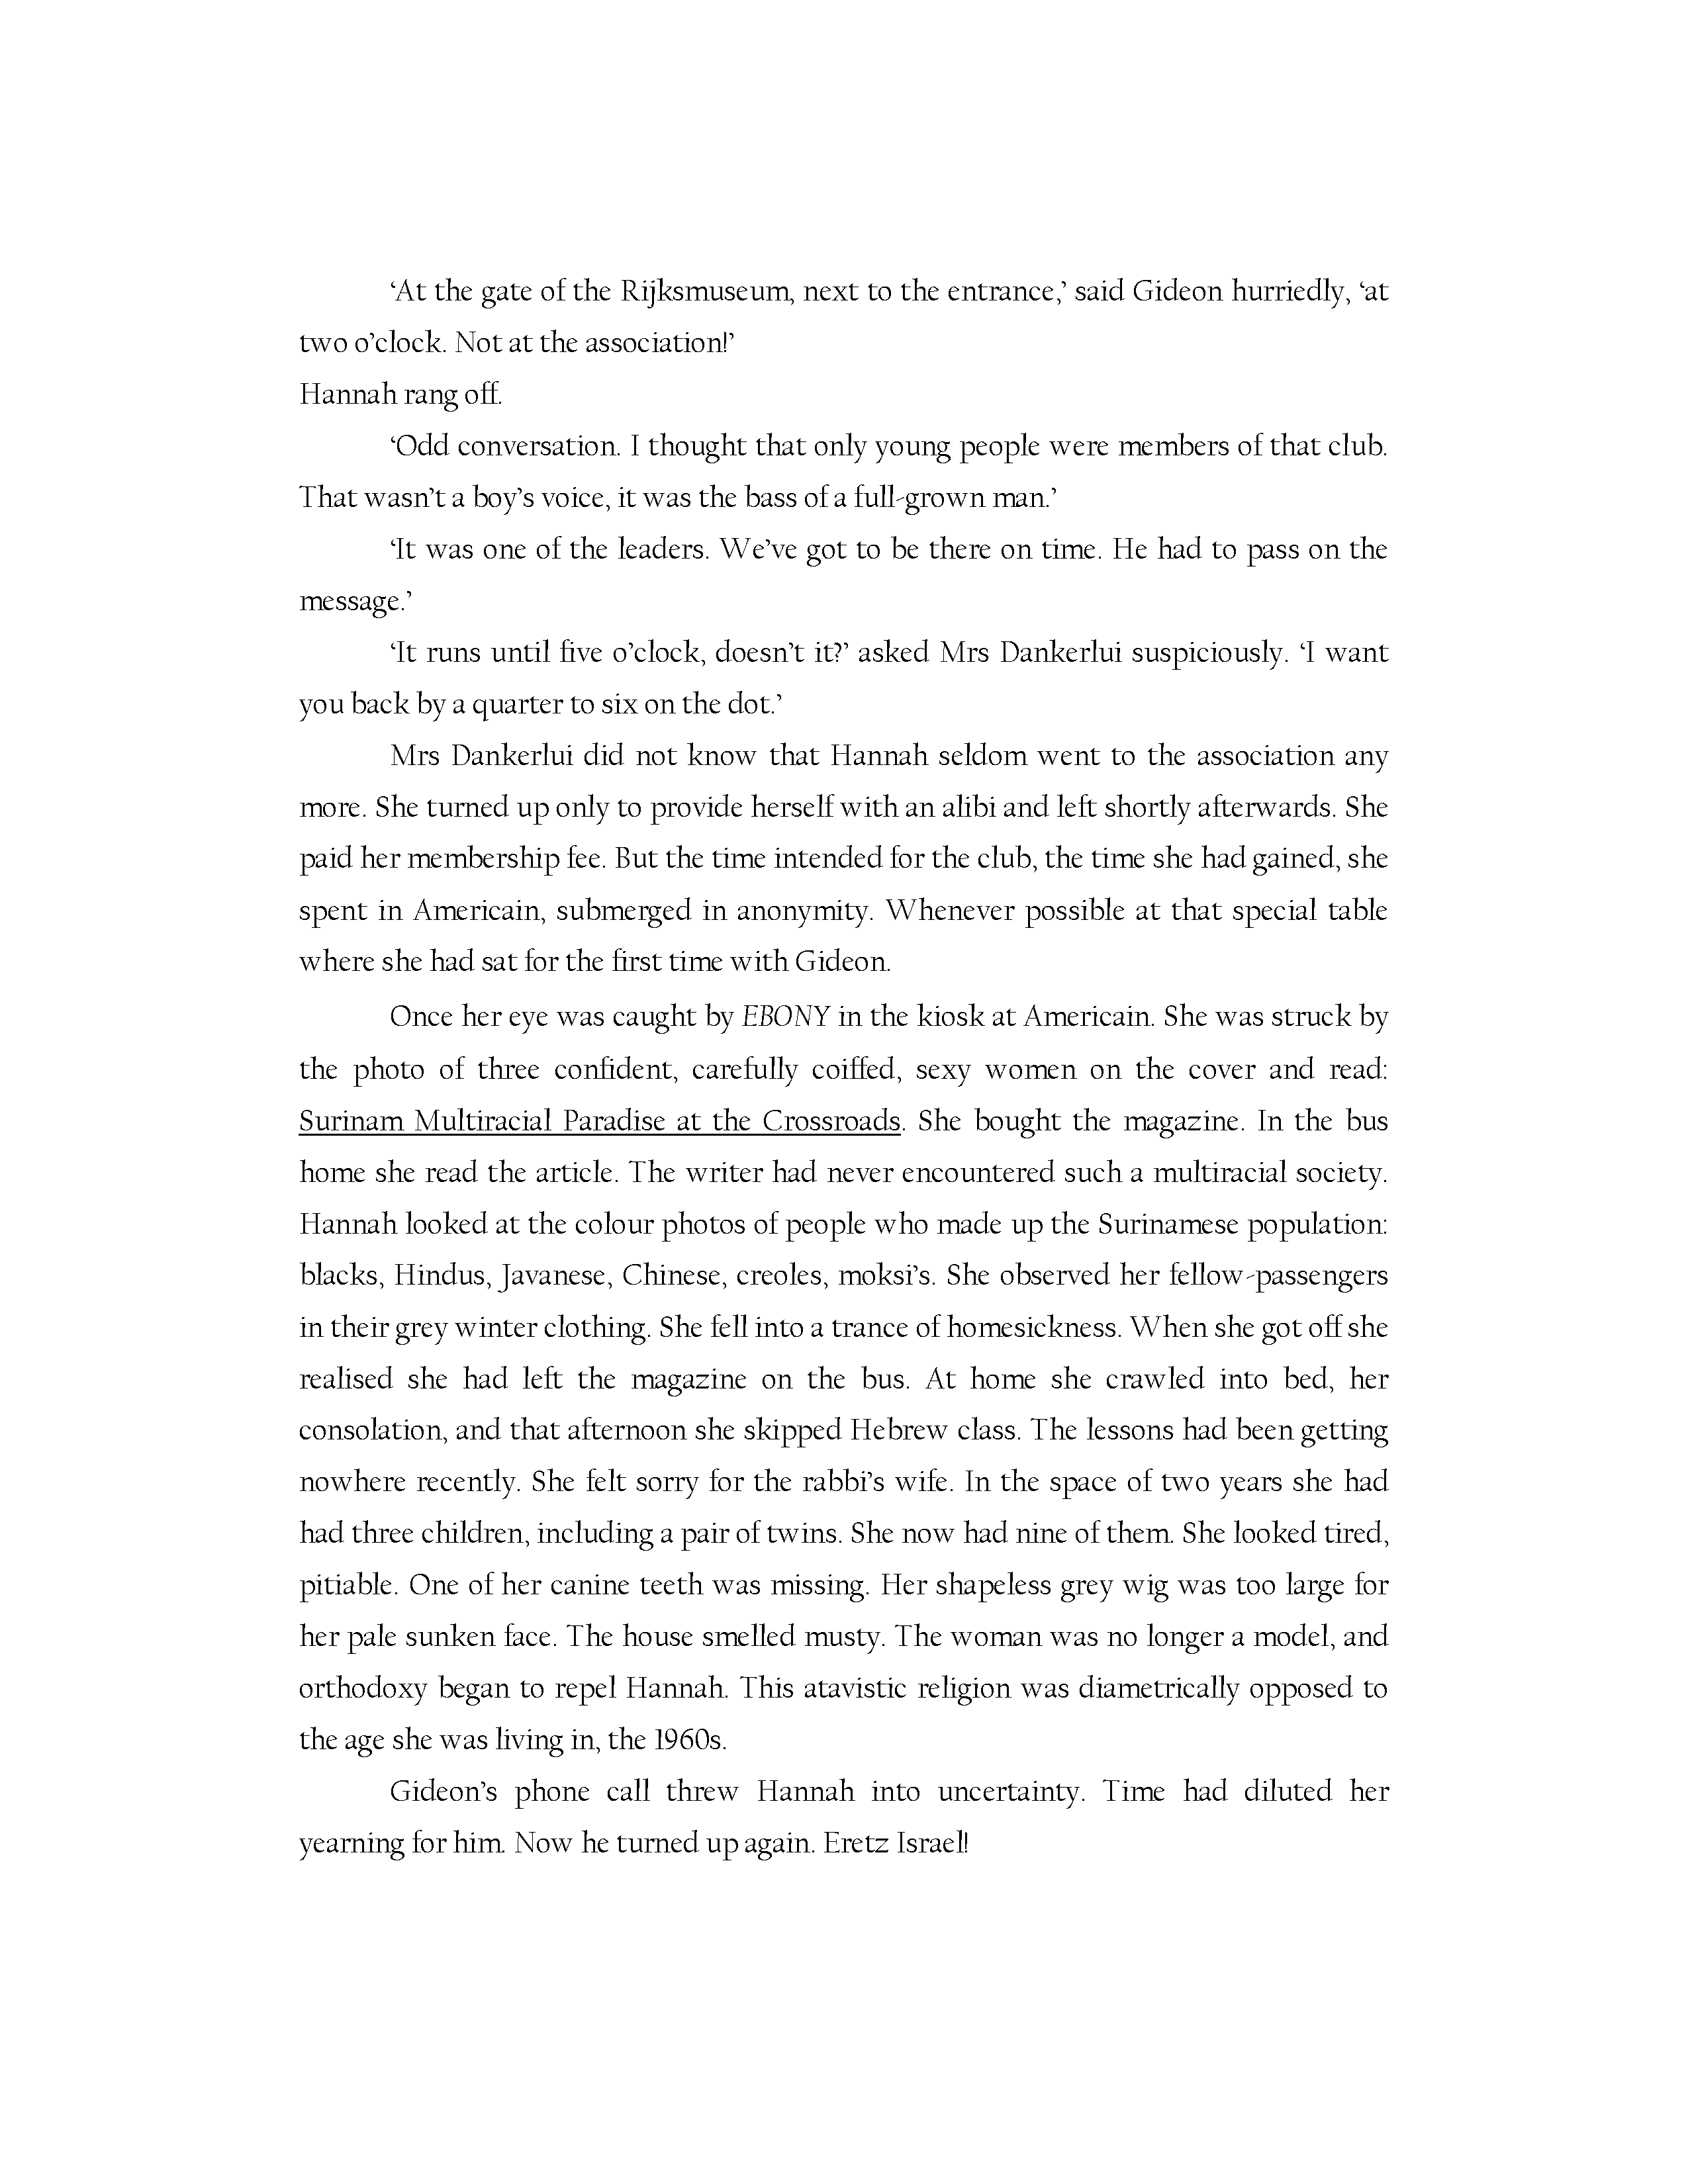 ‘At the gate of the Rijksmuseum, next to the entrance,’ said Gideon hurriedly, ‘at
two o’clock. Not at the association!’
Hannah rang off.
‘Odd conversation. I thought that only young people were members of that club.
That wasn’t a boy’s voice, it was the bass of a full-grown man.’
‘It was one of the leaders. We’ve got to be there on time. He had to pass on the
message.’
‘It runs until five o’clock, doesn’t it?’ asked Mrs Dankerlui suspiciously. ‘I want
you back by a quarter to six on the dot.’
Mrs Dankerlui did not know that Hannah seldom went to the association any
more. She turned up only to provide herself with an alibi and left shortly afterwards. She
paid her membership fee. But the time intended for the club, the time she had gained, she
spent in Americain, submerged in anonymity. Whenever possible at that special table
where she had sat for the first time with Gideon.
Once her eye was caught by EBONY in the kiosk at Americain. She was struck by
the photo of three confident, carefully coiffed, sexy women on the cover and read:
Surinam Multiracial Paradise at the Crossroads. She bought the magazine. In the bus
home she read the article. The writer had never encountered such a multiracial society.
Hannah looked at the colour photos of people who made up the Surinamese population:
blacks, Hindus, Javanese, Chinese, creoles, moksi’s. She observed her fellow-passengers
in their grey winter clothing. She fell into a trance of homesickness. When she got off she
realised she had left the magazine on the bus. At home she crawled into bed, her
consolation, and that afternoon she skipped Hebrew class. The lessons had been getting
nowhere recently. She felt sorry for the rabbi’s wife. In the space of two years she had
had three children, including a pair of twins. She now had nine of them. She looked tired,
pitiable. One of her canine teeth was missing. Her shapeless grey wig was too large for
her pale sunken face. The house smelled musty. The woman was no longer a model, and
orthodoxy began to repel Hannah. This atavistic religion was diametrically opposed to
the age she was living in, the 1960s.
Gideon’s phone call threw Hannah into uncertainty. Time had diluted her
yearning for him. Now he turned up again. Eretz Israel!